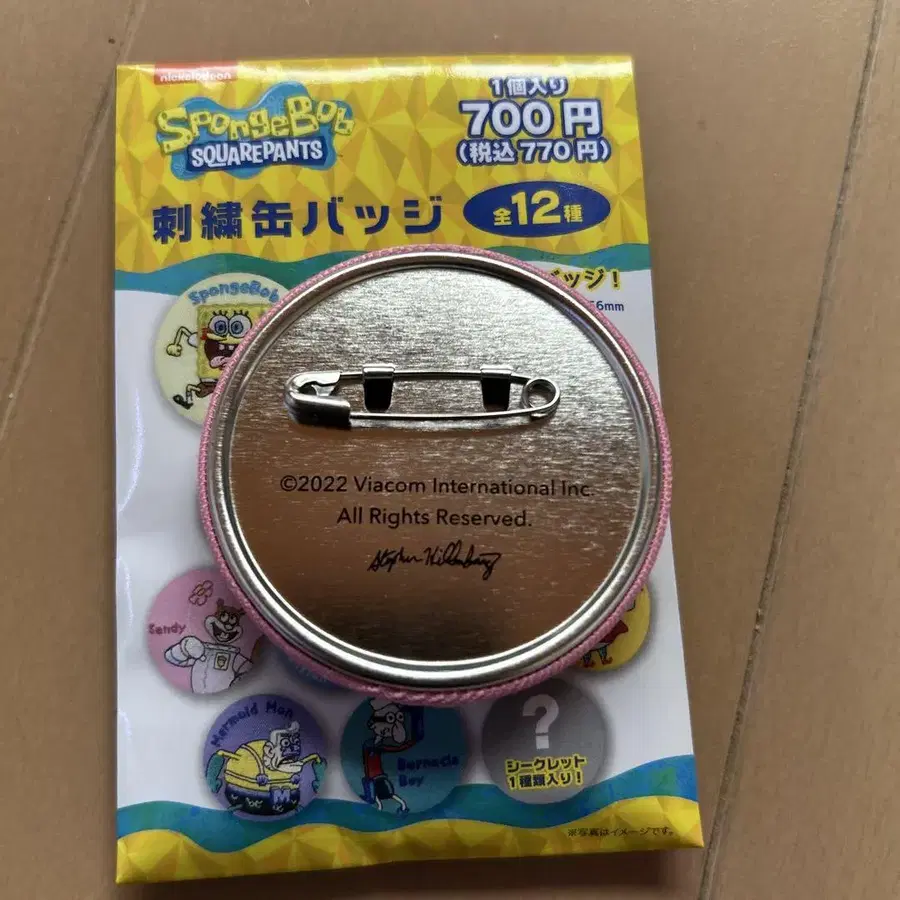 nickelodeon
SpongeBob
SQUAREPANTS
1個入り
700円
(税込770円)
刺繍缶バッジ
全12種
バッジ!
56mm
SpongeBob
©2022 Viacom International Inc.
All Rights Reserved.
Stephen Hillenburg
Sandy
Mermaid Man
M
Barnacle
Boy
?
シークレット
1種類入り!
※写真はイメージです。